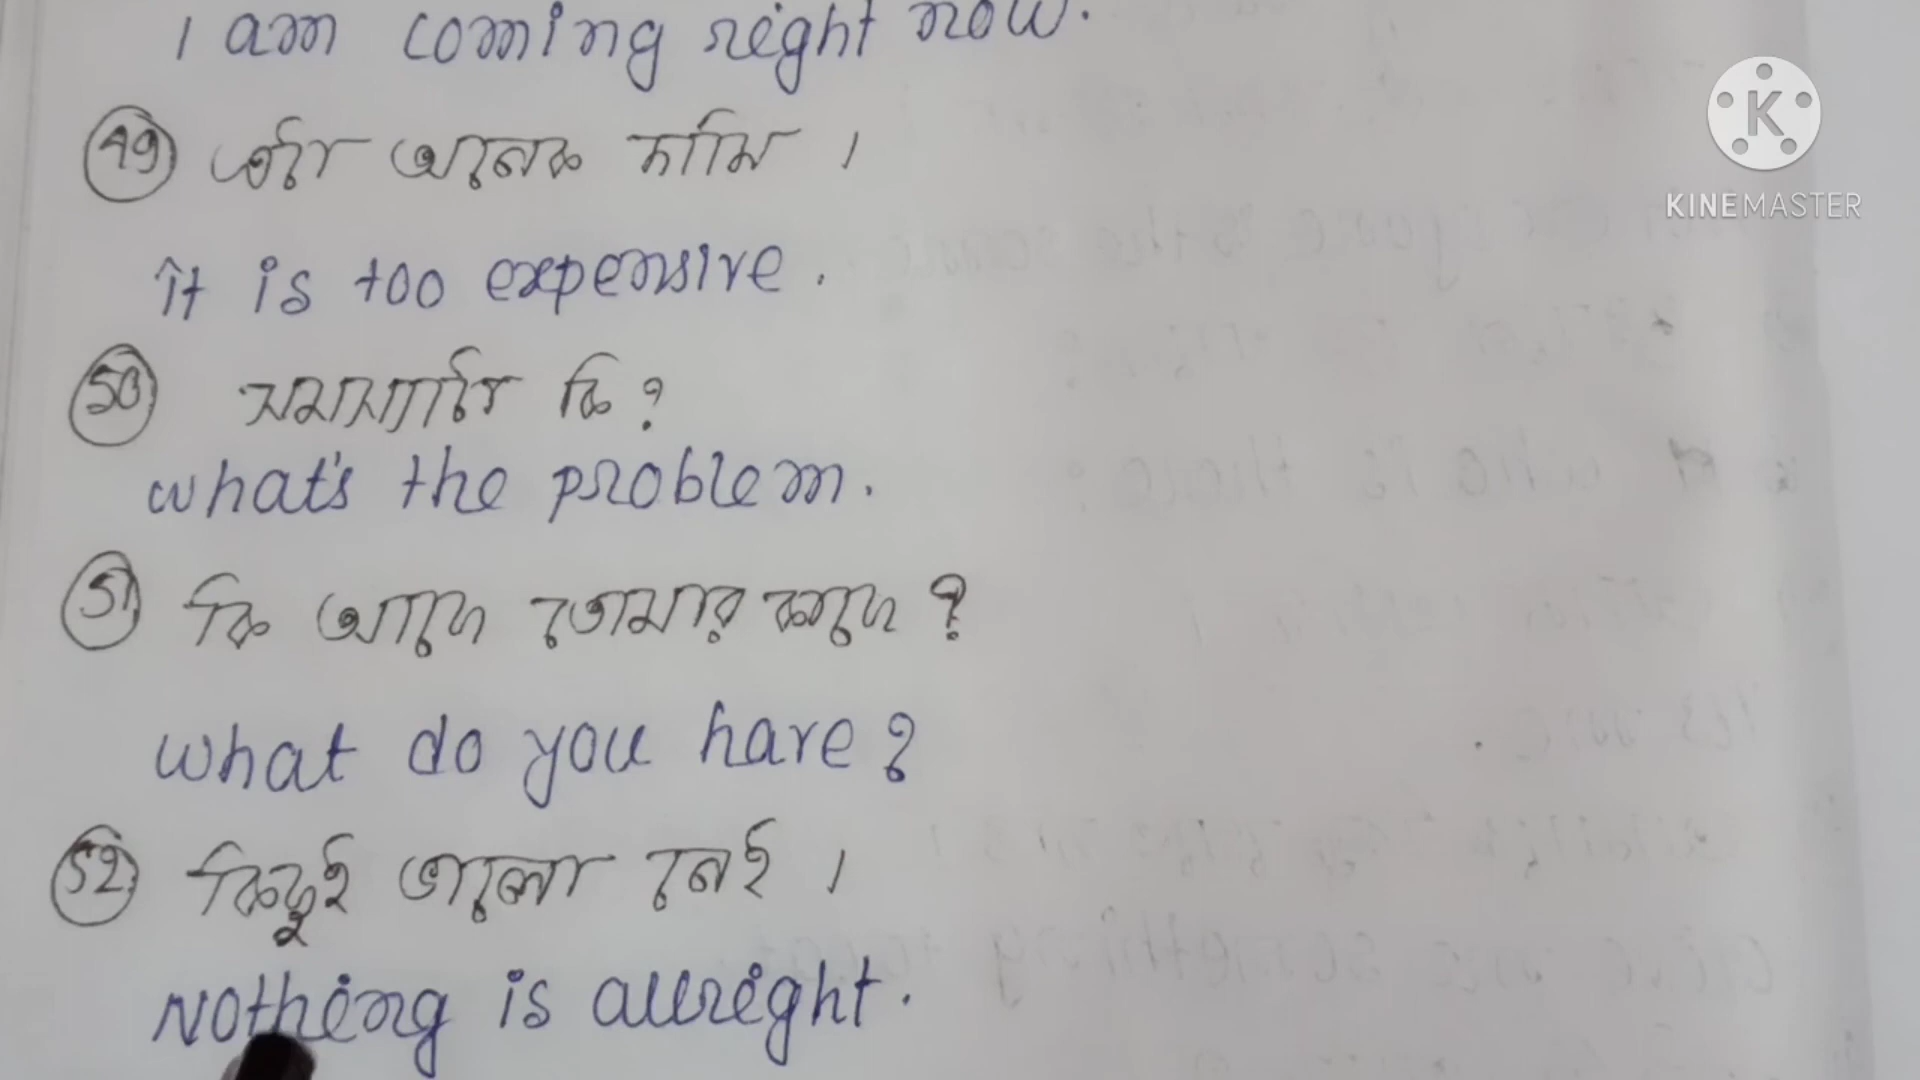 I am coming right now.
49 এটা অনেক দামি ।
it is too expensive.
50 সমস্যাটা কি?
what's the problem.
51 কি আছে তোমার কাছে ?
what do you have?
52 কিছুই ভালো নেই ।
Nothing is allright.
KINEMASTER